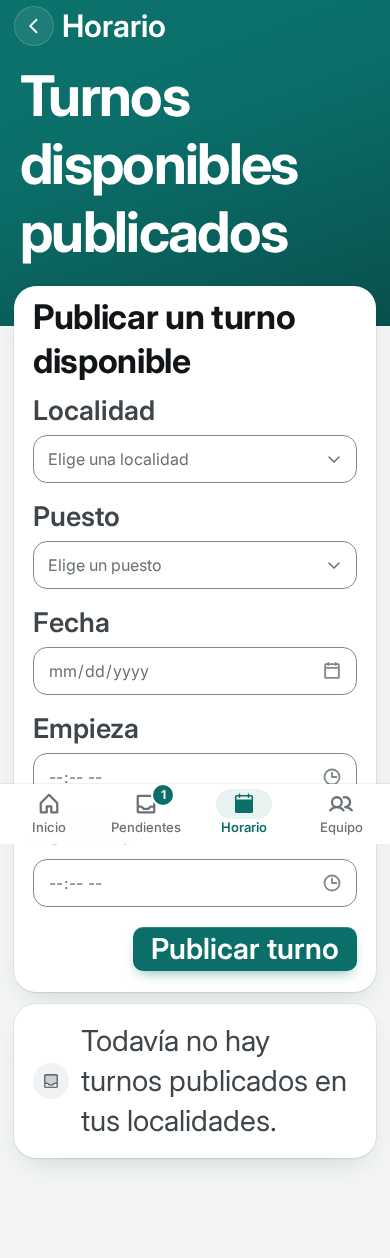 Horario
Turnos
disponibles
publicados
Publicar un turno
disponible
Localidad
Elige una localidad
Puesto
Elige un puesto
Fecha
mm/dd/yyyy
Empieza
--:-- --
1
Inicio
Pendientes
Horario
Equipo
--:-- --
Publicar turno
Todavía no hay
turnos publicados en
tus localidades.